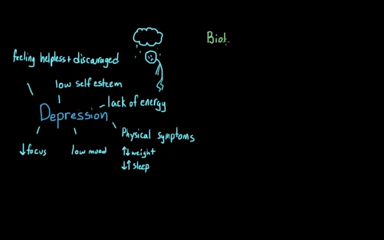 Biol
feeling helpless + discouraged
low self esteem
lack of energy
Depression
Physical symptoms
↓focus
low mood
↑↓weight
↓↑sleep